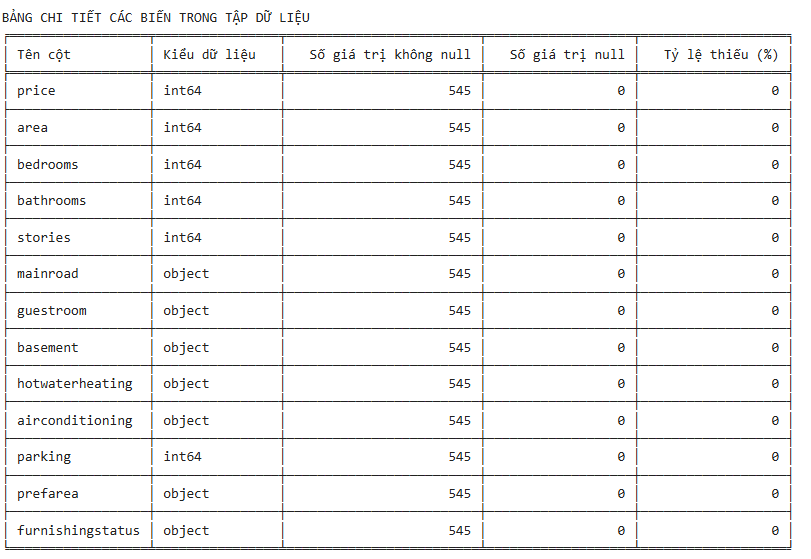 BẢNG CHI TIẾT CÁC BIẾN TRONG TẬP DỮ LIỆU
Tên cột Kiểu dữ liệu Số giá trị không null Số giá trị null Tỷ lệ thiếu (%)
price int64 545 0 0
area int64 545 0 0
bedrooms int64 545 0 0
bathrooms int64 545 0 0
stories int64 545 0 0
mainroad object 545 0 0
guestroom object 545 0 0
basement object 545 0 0
hotwaterheating object 545 0 0
airconditioning object 545 0 0
parking int64 545 0 0
prefarea object 545 0 0
furnishingstatus object 545 0 0